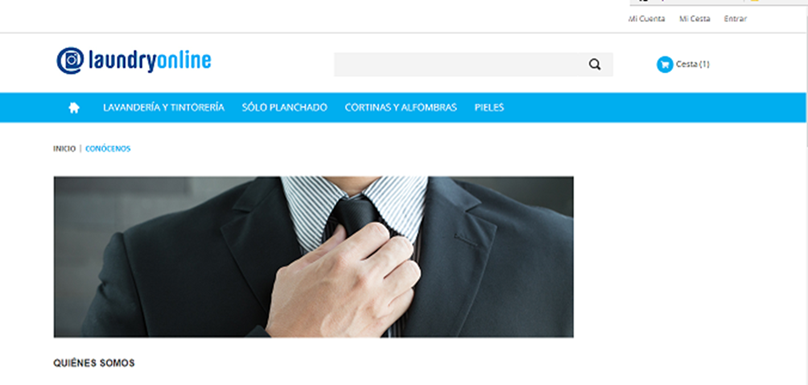 Mi Cuenta Mi Cesta Entrar
@laundryonline
Cesta (1)
LAVANDERÍA Y TINTORERÍA SÓLO PLANCHADO CORTINAS Y ALFOMBRAS PIELES
INICIO | CONÓCENOS
QUIÉNES SOMOS